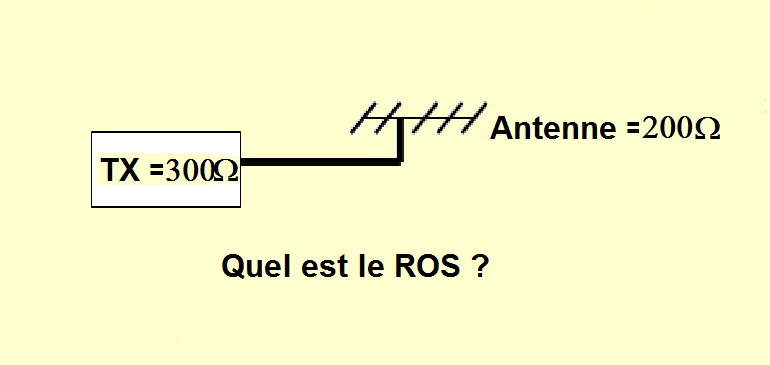 Antenne =200Ω
TX =300Ω
Quel est le ROS ?